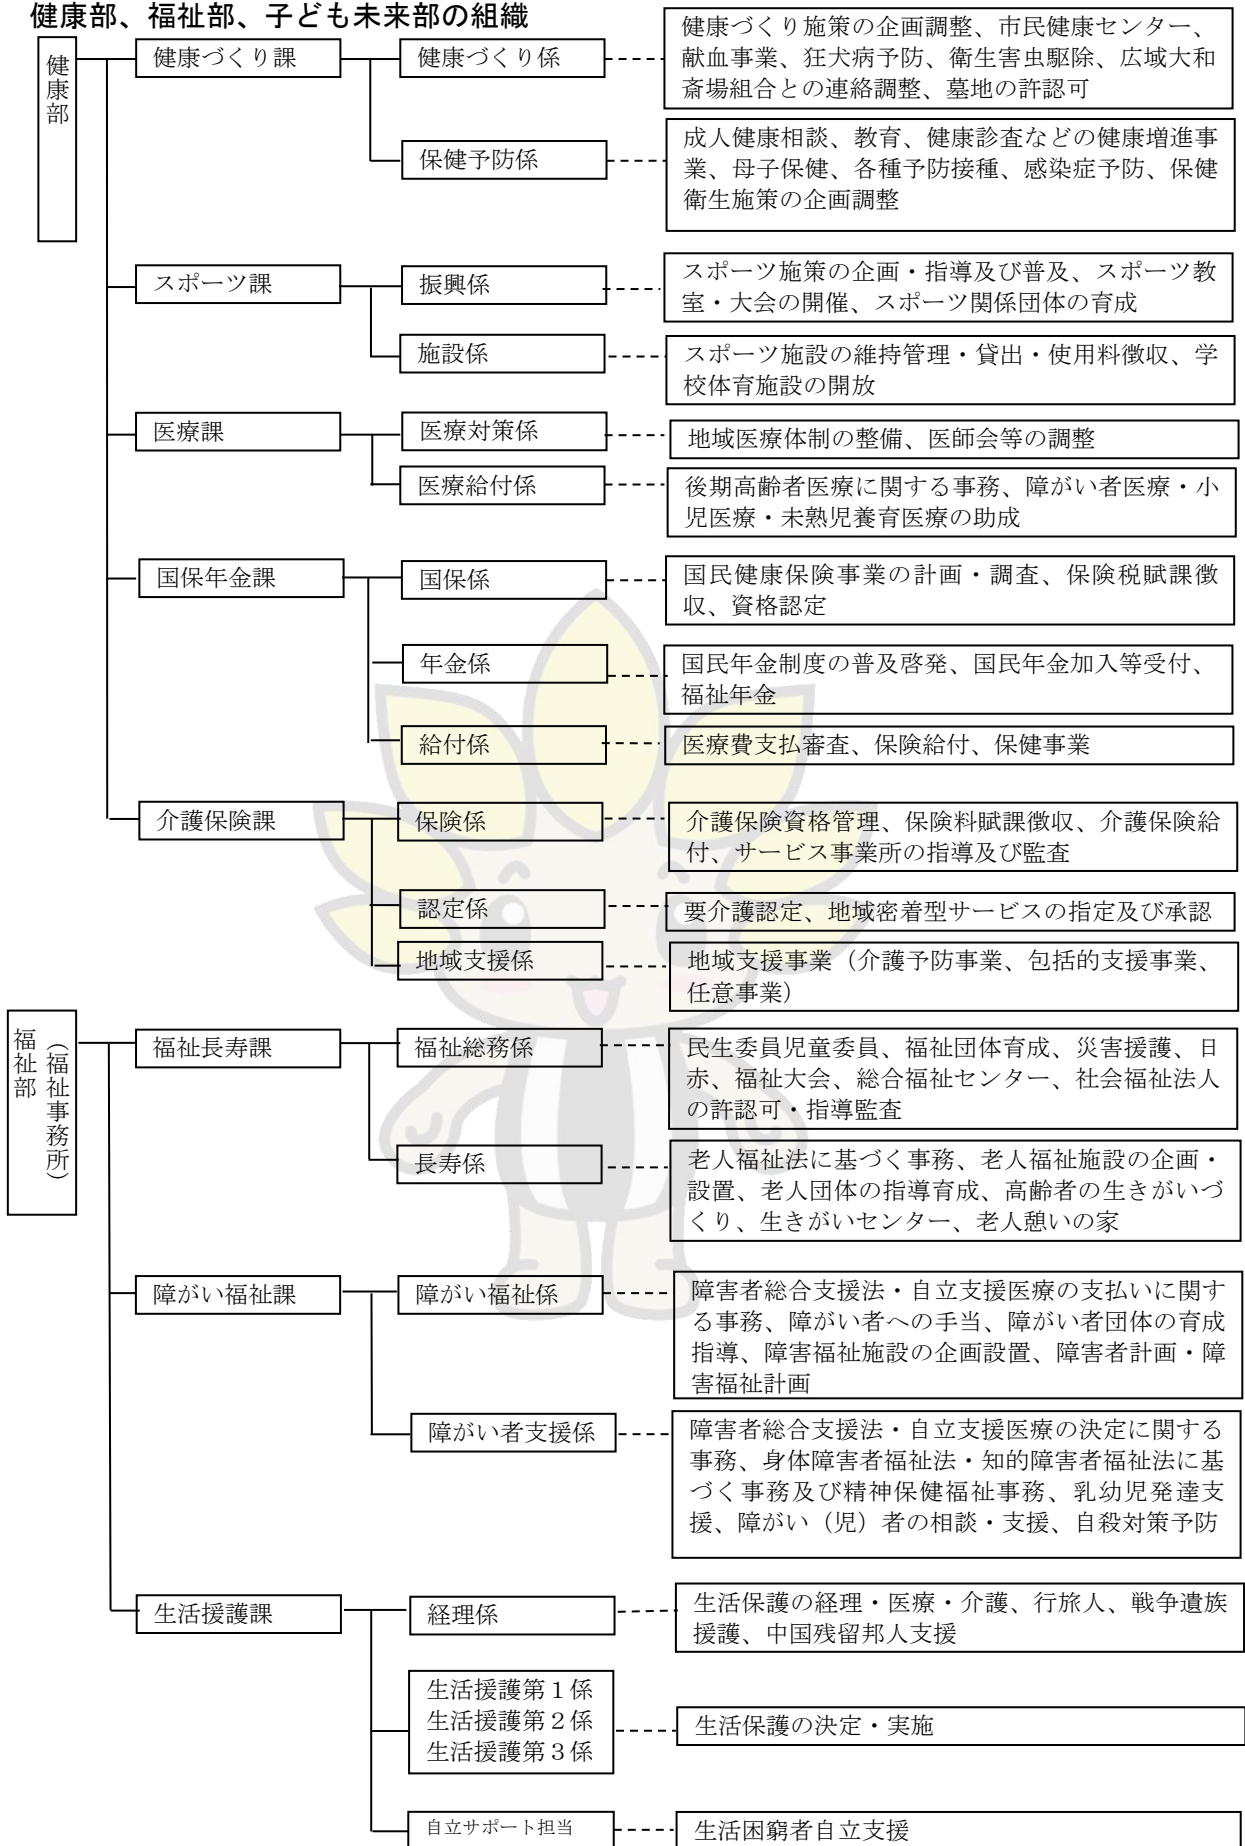 健康部、福祉部、子ども未来部の組織
健康部
健康づくり課
健康づくり係
健康づくり施策の企画調整、市民健康センター、
献血事業、狂犬病予防、衛生害虫駆除、広域大和
斎場組合との連絡調整、墓地の許認可
保健予防係
成人健康相談、教育、健康診査などの健康増進事
業、母子保健、各種予防接種、感染症予防、保健
衛生施策の企画調整
スポーツ課
振興係
スポーツ施策の企画・指導及び普及、スポーツ教
室・大会の開催、スポーツ関係団体の育成
施設係
スポーツ施設の維持管理・貸出・使用料徴収、学
校体育施設の開放
医療課
医療対策係
地域医療体制の整備、医師会等の調整
医療給付係
後期高齢者医療に関する事務、障がい者医療・小
児医療・未熟児養育医療の助成
国保年金課
国保係
国民健康保険事業の計画・調査、保険税賦課徴
収、資格認定
年金係
国民年金制度の普及啓発、国民年金加入等受付、
福祉年金
給付係
医療費支払審査、保険給付、保健事業
介護保険課
保険係
介護保険資格管理、保険料賦課徴収、介護保険給
付、サービス事業所の指導及び監査
認定係
要介護認定、地域密着型サービスの指定及び承認
地域支援係
地域支援事業（介護予防事業、包括的支援事業、
任意事業）
福祉部
（福祉事務所）
福祉長寿課
福祉総務係
民生委員児童委員、福祉団体育成、災害援護、日
赤、福祉大会、総合福祉センター、社会福祉法人
の許認可・指導監査
長寿係
老人福祉法に基づく事務、老人福祉施設の企画・
設置、老人団体の指導育成、高齢者の生きがいづ
くり、生きがいセンター、老人憩いの家
障がい福祉課
障がい福祉係
障害者総合支援法・自立支援医療の支払いに関す
る事務、障がい者への手当、障がい者団体の育成
指導、障害福祉施設の企画設置、障害者計画・障
害福祉計画
障がい者支援係
障害者総合支援法・自立支援医療の決定に関する
事務、身体障害者福祉法・知的障害者福祉法に基
づく事務及び精神保健福祉事務、乳幼児発達支
援、障がい（児）者の相談・支援、自殺対策予防
生活援護課
経理係
生活保護の経理・医療・介護、行旅人、戦争遺族
援護、中国残留邦人支援
生活援護第１係
生活援護第２係
生活援護第３係
生活保護の決定・実施
自立サポート担当
生活困窮者自立支援